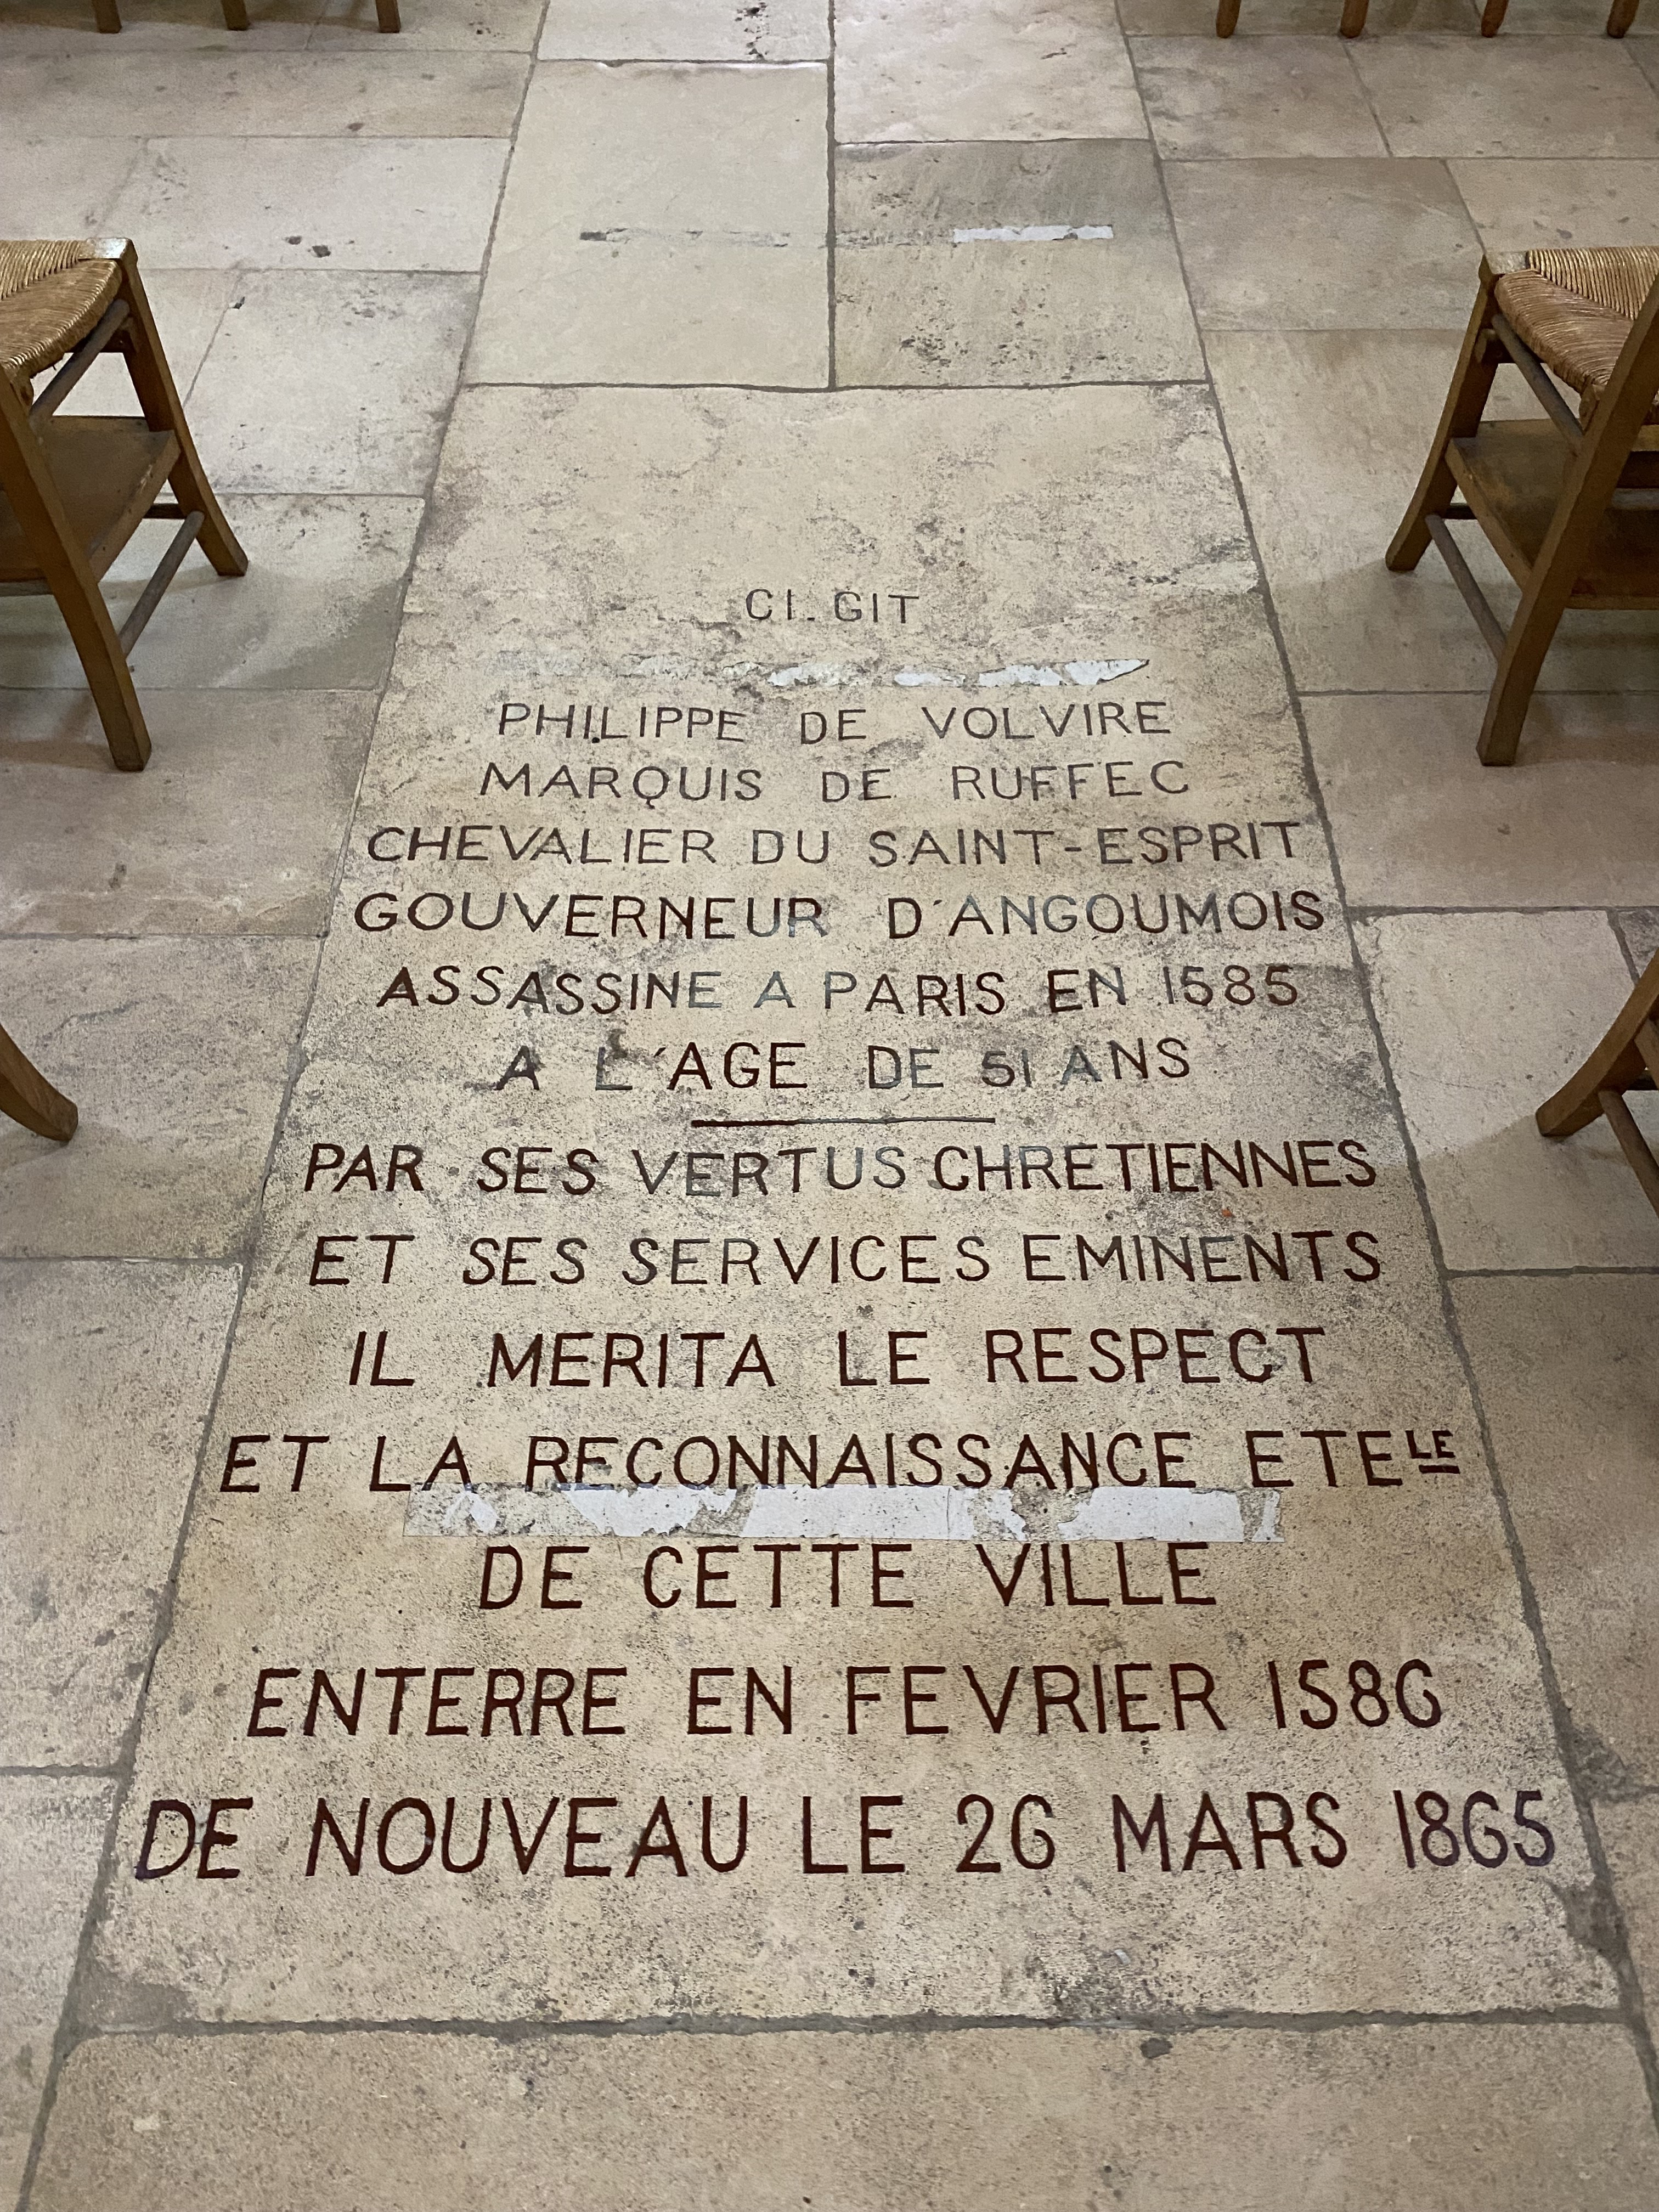 CI. GIT
PHILIPPE DE VOLVIRE
MARQUIS DE RUFFEC
CHEVALIER DU SAINT-ESPRIT
GOUVERNEUR D'ANGOUMOIS
ASSASSINE A PARIS EN 1585
A L'AGE DE 51 ANS
PAR SES VERTUS CHRETIENNES
ET SES SERVICES EMINENTS
IL MERITA LE RESPECT
ET LA RECONNAISSANCE ETELE
DE CETTE VILLE
ENTERRE EN FEVRIER 1586
DE NOUVEAU LE 26 MARS 1865